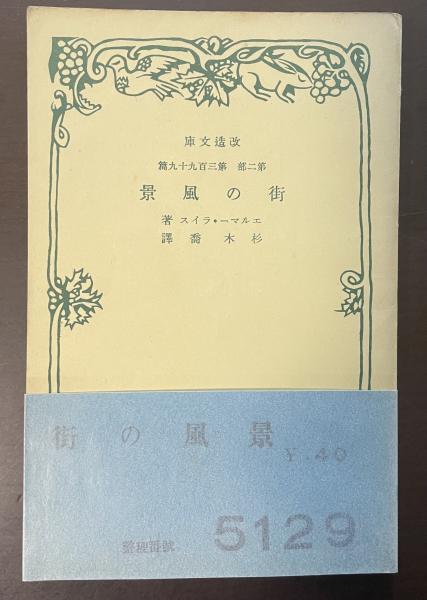 改造文庫
第二部 第三百九十九篇
街の風景
エルマー・ライス 著
杉木喬 譯
街の風景
￥.40
整理番號 5129